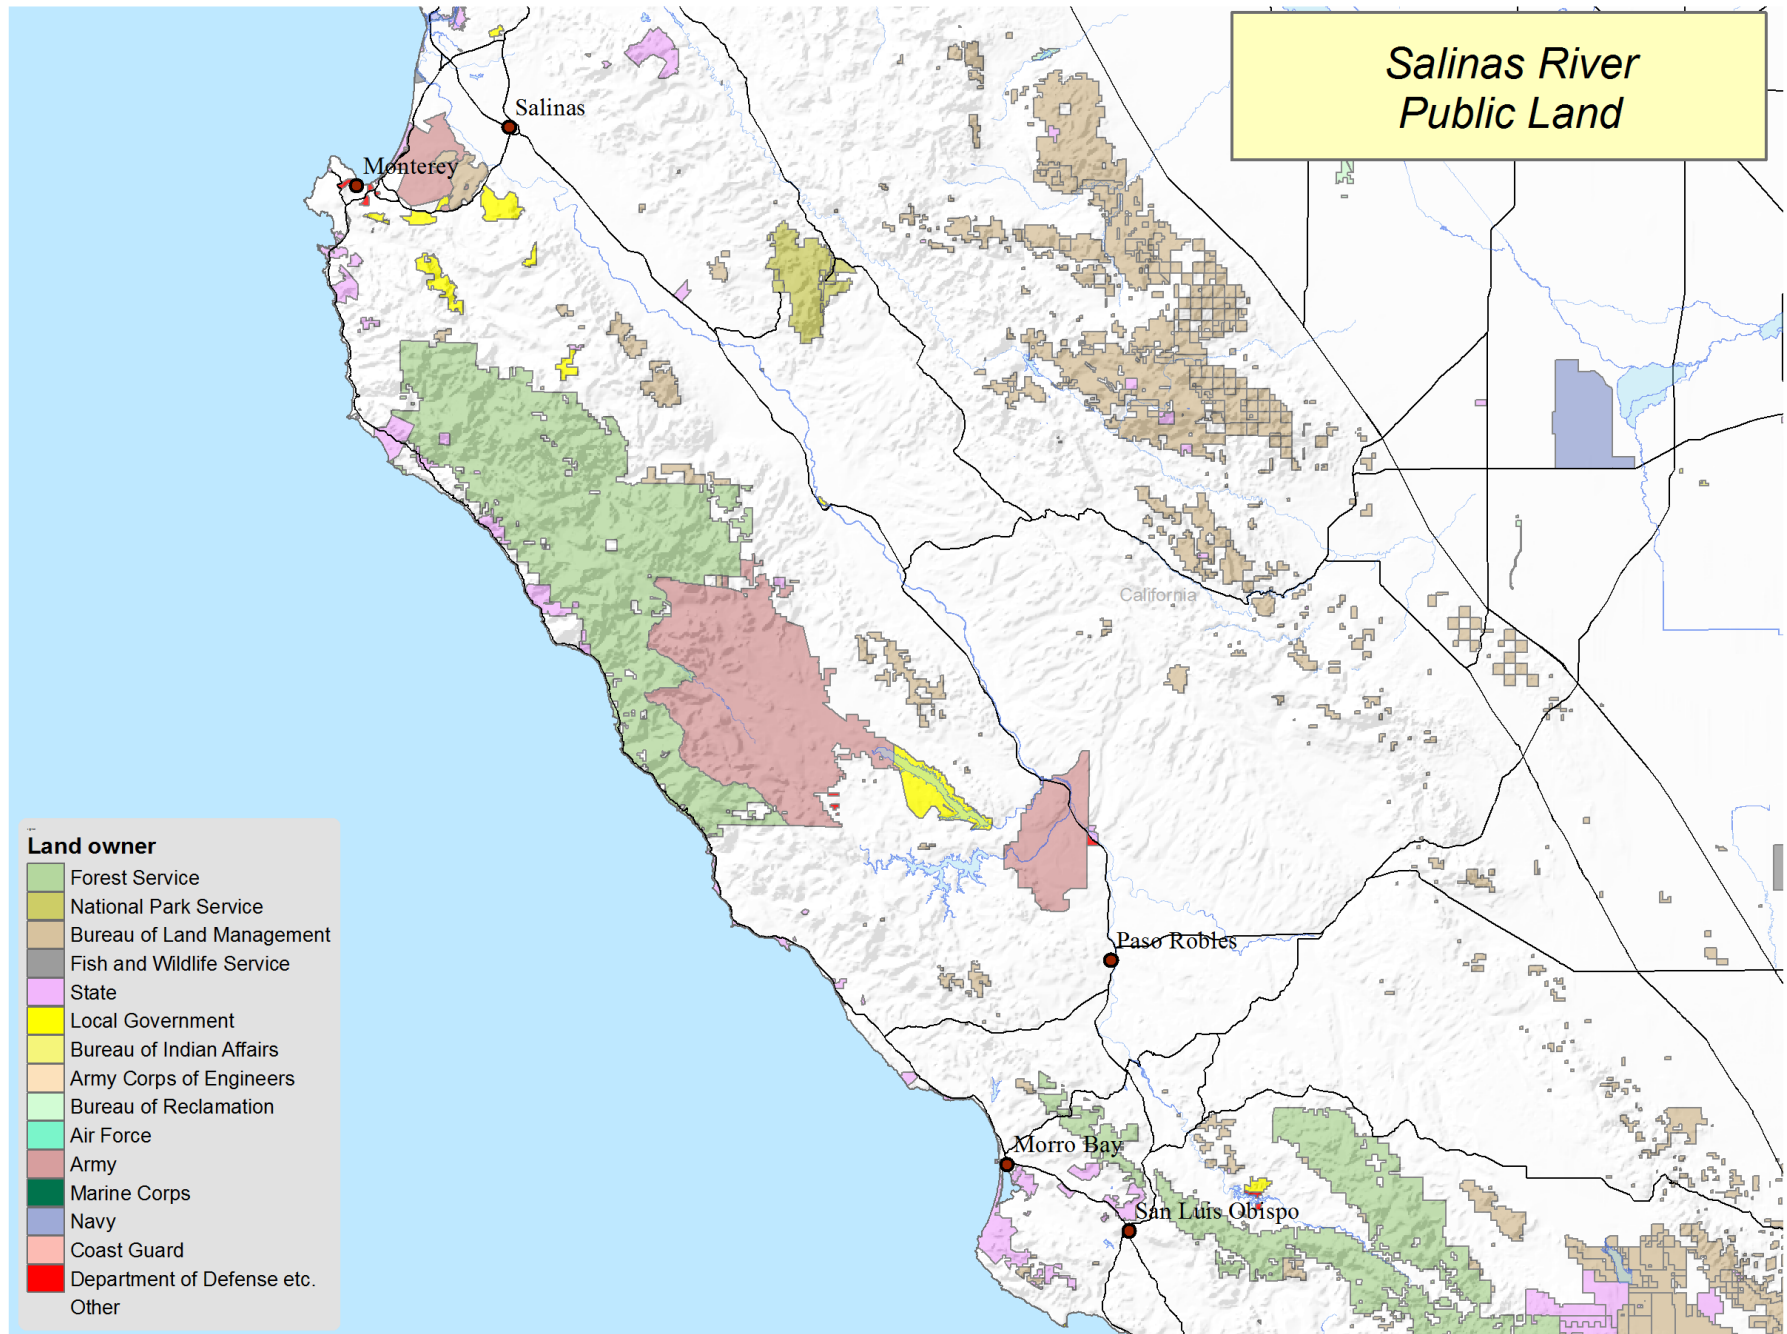 Salinas River
Public Land
Salinas
Monterey
California
Paso Robles
Morro Bay
San Luis Obispo
Land owner
Forest Service
National Park Service
Bureau of Land Management
Fish and Wildlife Service
State
Local Government
Bureau of Indian Affairs
Army Corps of Engineers
Bureau of Reclamation
Air Force
Army
Marine Corps
Navy
Coast Guard
Department of Defense etc.
Other